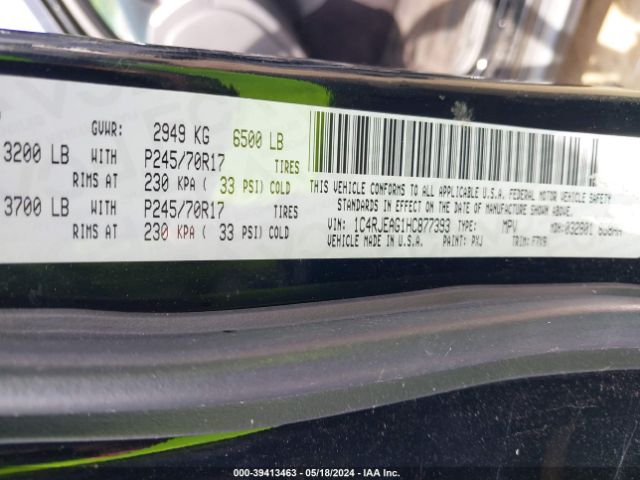 GVWR: 2949 KG 6500 LB
3200 LB WITH P245/70R17 TIRES
RIMS AT 230 KPA ( 33 PSI) COLD
3700 LB WITH P245/70R17 TIRES
RIMS AT 230 KPA ( 33 PSI) COLD
THIS VEHICLE CONFORMS TO ALL APPLICABLE U.S.A. FEDERAL MOTOR VEHICLE SAFETY
STANDARDS IN EFFECT ON THE DATE OF MANUFACTURE SHOWN ABOVE.
VIN: 1C4RJEAG1HC877393 TYPE: MPV MDH:
VEHICLE MADE IN U.S.A. PAINT: PXJ TRIM:
000-39413463 - 05/18/2024 - IAA Inc.